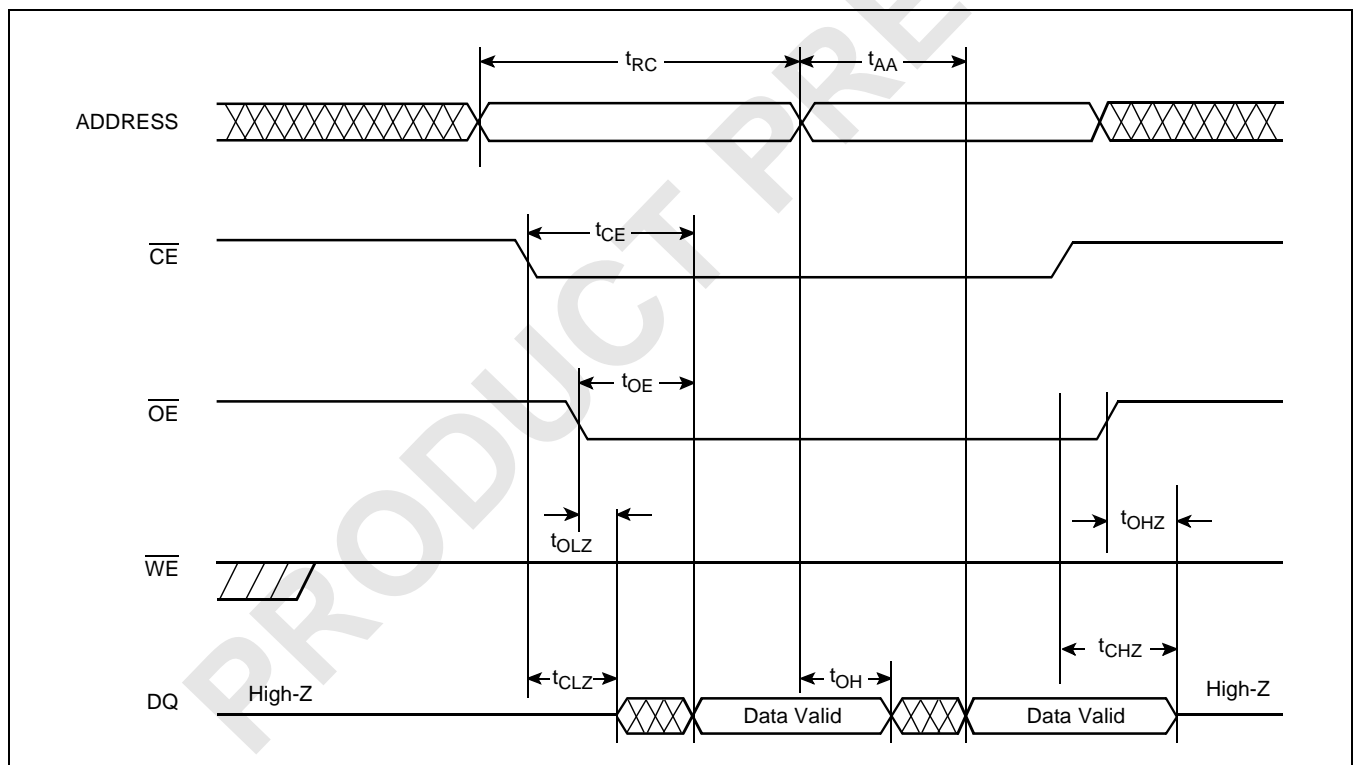 PRODUCT PRE
tRC
tAA
ADDRESS
tCE
CE
tOE
OE
tOHZ
tOLZ
WE
tCHZ
tCLZ
tOH
DQ
High-Z
Data Valid
Data Valid
High-Z